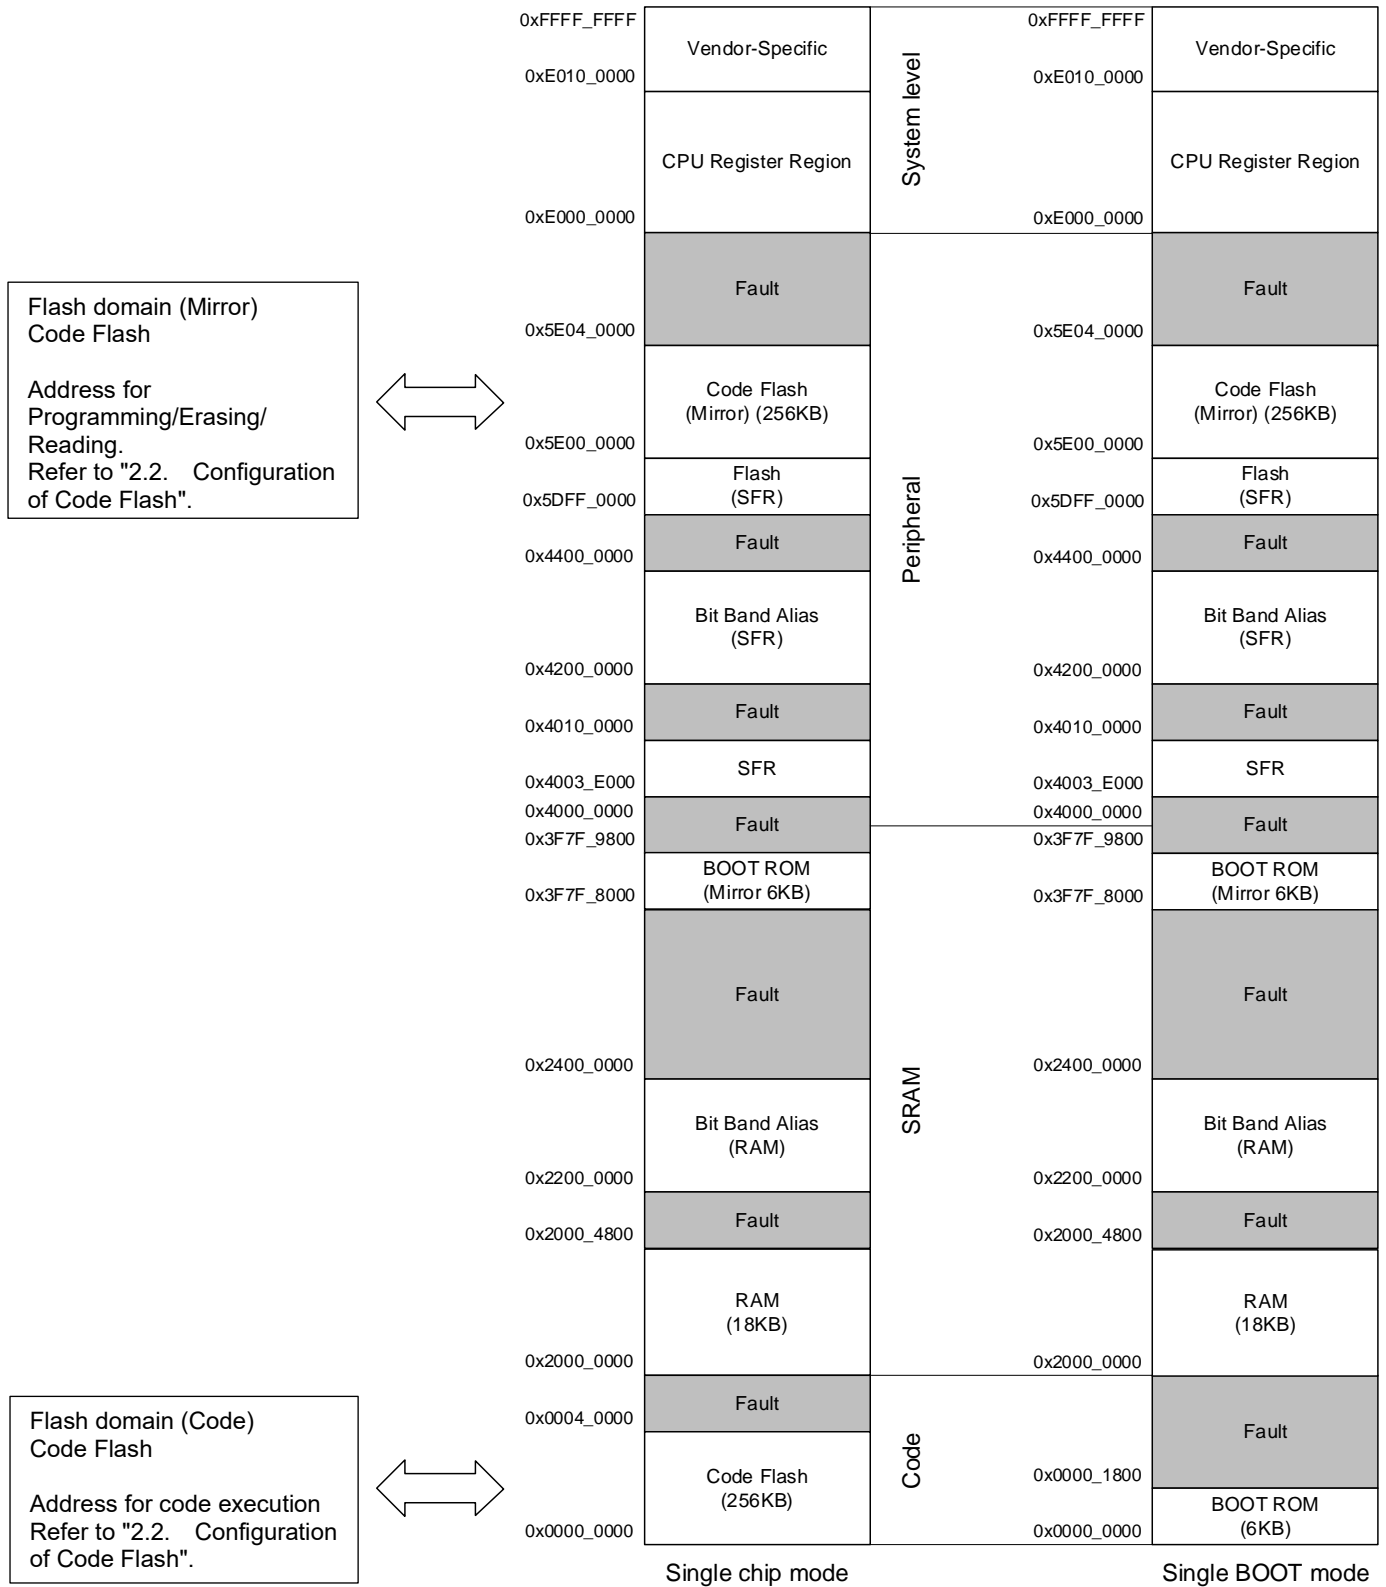 0xFFFF_FFFF
Vendor-Specific
0xE010_0000
CPU Register Region
0xE000_0000
Fault
0x5E04_0000
Code Flash
(Mirror) (256KB)
0x5E00_0000
Flash
(SFR)
0x5DFF_0000
Fault
0x4400_0000
Bit Band Alias
(SFR)
0x4200_0000
Fault
0x4010_0000
SFR
0x4003_E000
0x4000_0000
Fault
0x3F7F_9800
BOOT ROM
(Mirror 6KB)
0x3F7F_8000
Fault
0x2400_0000
Bit Band Alias
(RAM)
0x2200_0000
Fault
0x2000_4800
RAM
(18KB)
0x2000_0000
Fault
0x0004_0000
Code Flash
(256KB)
0x0000_0000
Single chip mode
Flash domain (Mirror)
Code Flash
Address for
Programming/Erasing/
Reading.
Refer to "2.2. Configuration
of Code Flash".
Flash domain (Code)
Code Flash
Address for code execution
Refer to "2.2. Configuration
of Code Flash".
System level
Peripheral
SRAM
Code
0xFFFF_FFFF
Vendor-Specific
0xE010_0000
CPU Register Region
0xE000_0000
Fault
0x5E04_0000
Code Flash
(Mirror) (256KB)
0x5E00_0000
Flash
(SFR)
0x5DFF_0000
Fault
0x4400_0000
Bit Band Alias
(SFR)
0x4200_0000
Fault
0x4010_0000
SFR
0x4003_E000
0x4000_0000
Fault
0x3F7F_9800
BOOT ROM
(Mirror 6KB)
0x3F7F_8000
Fault
0x2400_0000
Bit Band Alias
(RAM)
0x2200_0000
Fault
0x2000_4800
RAM
(18KB)
0x2000_0000
Fault
0x0000_1800
BOOT ROM
(6KB)
0x0000_0000
Single BOOT mode